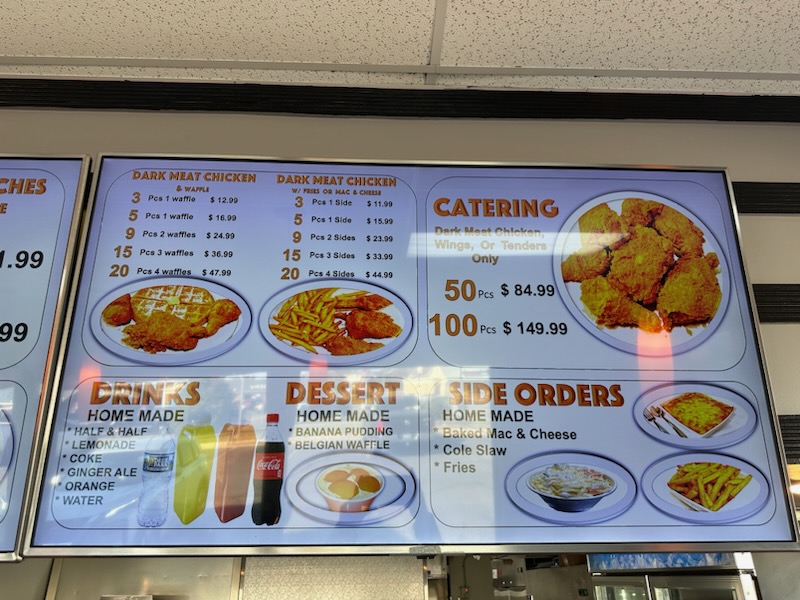 CHES
E
1.99
99
DARK MEAT CHICKEN
& WAFFLE
3 Pcs 1 waffle $ 12.99
5 Pcs 1 waffle $ 16.99
9 Pcs 2 waffles $ 24.99
15 Pcs 3 waffles $ 36.99
20 Pcs 4 waffles $ 47.99
DARK MEAT CHICKEN
W/ FRIES OR MAC & CHEESE
3 Pcs 1 Side $ 11.99
5 Pcs 1 Side $ 15.99
9 Pcs 2 Sides $ 23.99
15 Pcs 3 Sides $ 33.99
20 Pcs 4 Sides $ 44.99
CATERING
Dark Meat Chicken,
Wings, Or Tenders
Only
50 Pcs $ 84.99
100 Pcs $ 149.99
DRINKS
HOME MADE
* HALF & HALF
* LEMONADE
* COKE
* GINGER ALE
* ORANGE
* WATER
Coca-Cola
DESSERT
HOME MADE
* BANANA PUDDING
* BELGIAN WAFFLE
SIDE ORDERS
HOME MADE
* Baked Mac & Cheese
* Cole Slaw
* Fries